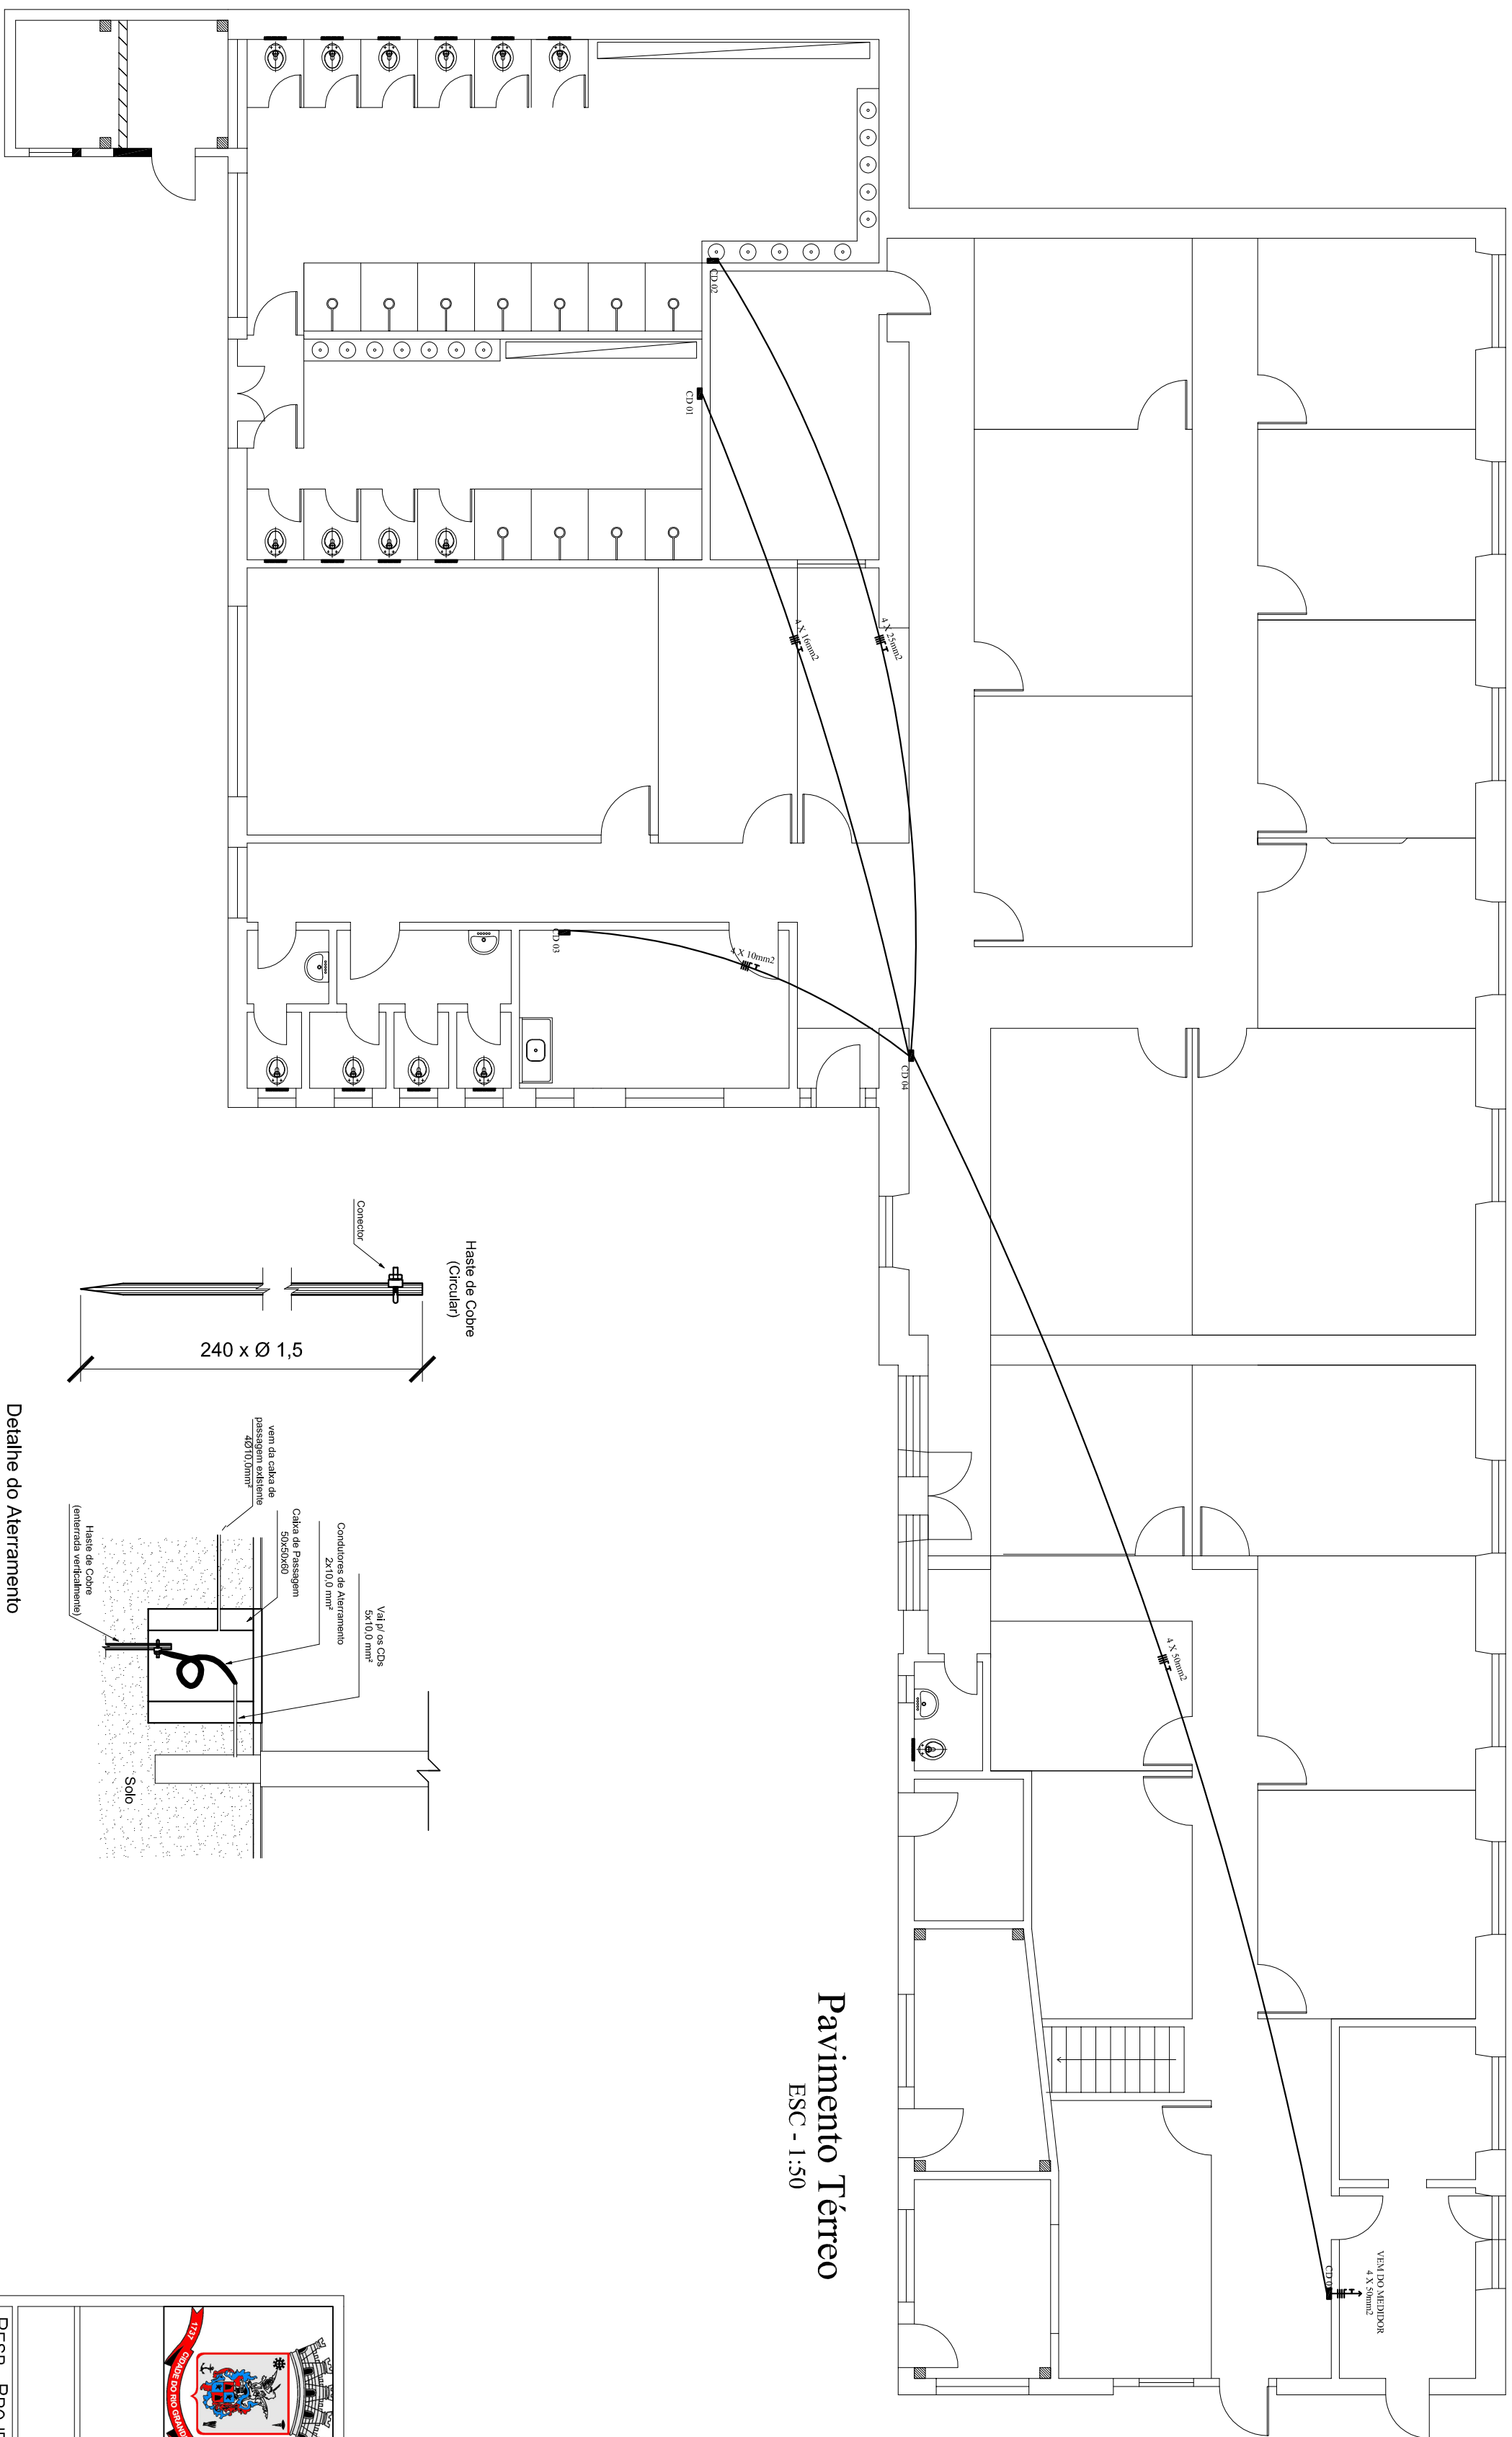 CD 02
CD 01
4 X 16mm2
4 X 25mm2
CD 03
4 X 10mm2
CD 04
4 X 50mm2
VEM DO MEDIDOR
4 X 50mm2
CD 0
Pavimento Térreo
ESC - 1:50
Haste de Cobre
(Circular)
Conector
240 x Ø 1,5
vem da caixa de
passagem existente
4Ø10,0mm²
Caixa de Passagem
50x50x60
Condutores de Aterramento
2x10,0 mm²
Vai p/ os CDs
5x10,0 mm²
Haste de Cobre
(enterrada verticalmente)
Solo
Detalhe do Aterramento
1737
CIDADE DO RIO GRANDE